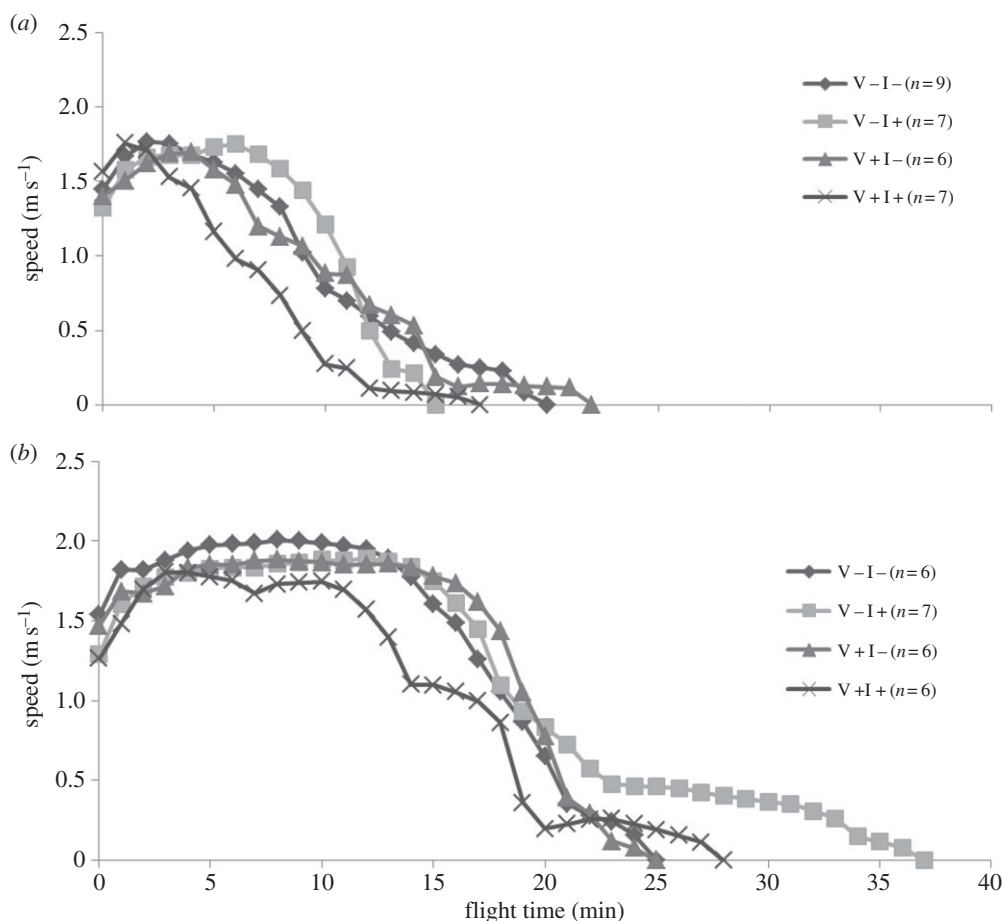 (a)
2.5
2.0
1.5
1.0
0.5
0
speed (m s⁻¹)
V – I – (n = 9)
V – I + (n = 7)
V + I – (n = 6)
V + I + (n = 7)
(b)
2.5
2.0
1.5
1.0
0.5
0
speed (m s⁻¹)
V – I – (n = 6)
V – I + (n = 7)
V + I – (n = 6)
V + I + (n = 6)
0 5 10 15 20 25 30 35 40
flight time (min)